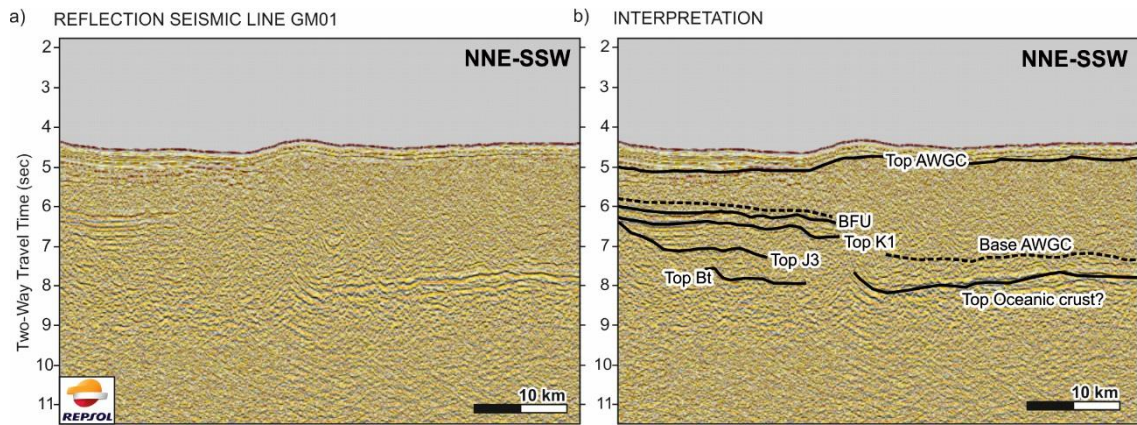 a) REFLECTION SEISMIC LINE GM01
NNE-SSW
Two-Way Travel Time (sec)
2
3
4
5
6
7
8
9
10
11
REPSOL
10 km
b) INTERPRETATION
NNE-SSW
2
3
4
5
6
7
8
9
10
11
Top AWGC
BFU
Top K1
Base AWGC
Top J3
Top Bt
Top Oceanic crust?
10 km